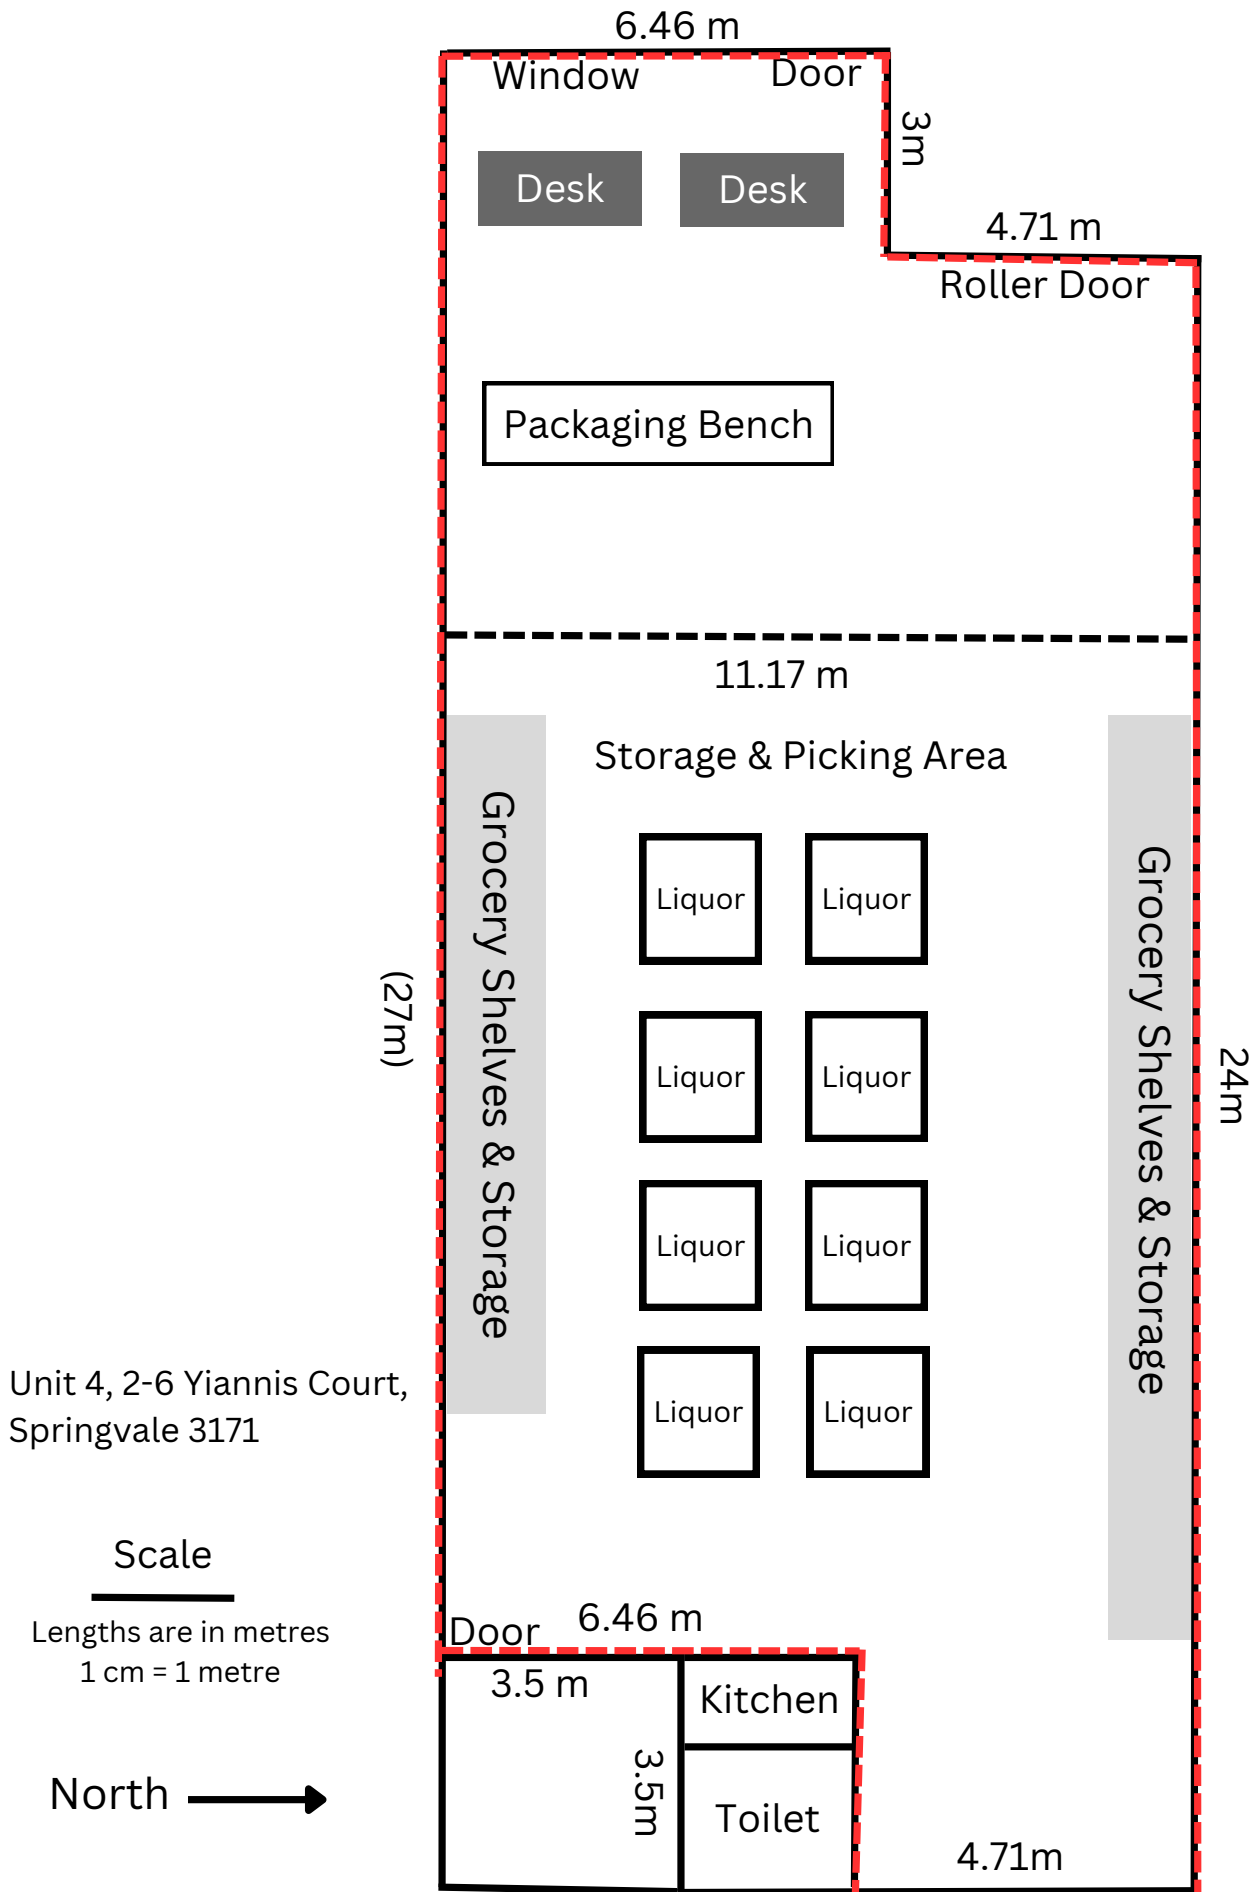 6.46 m
Window
Door
3m
Desk
Desk
4.71 m
Roller Door
Packaging Bench
11.17 m
Storage & Picking Area
Grocery Shelves & Storage
Grocery Shelves & Storage
Liquor
Liquor
(27m)
Liquor
Liquor
24m
Liquor
Liquor
Liquor
Liquor
Unit 4, 2-6 Yiannis Court,
Springvale 3171
Scale
Lengths are in metres
1 cm = 1 metre
Door
6.46 m
3.5 m
Kitchen
3.5m
Toilet
North
4.71m